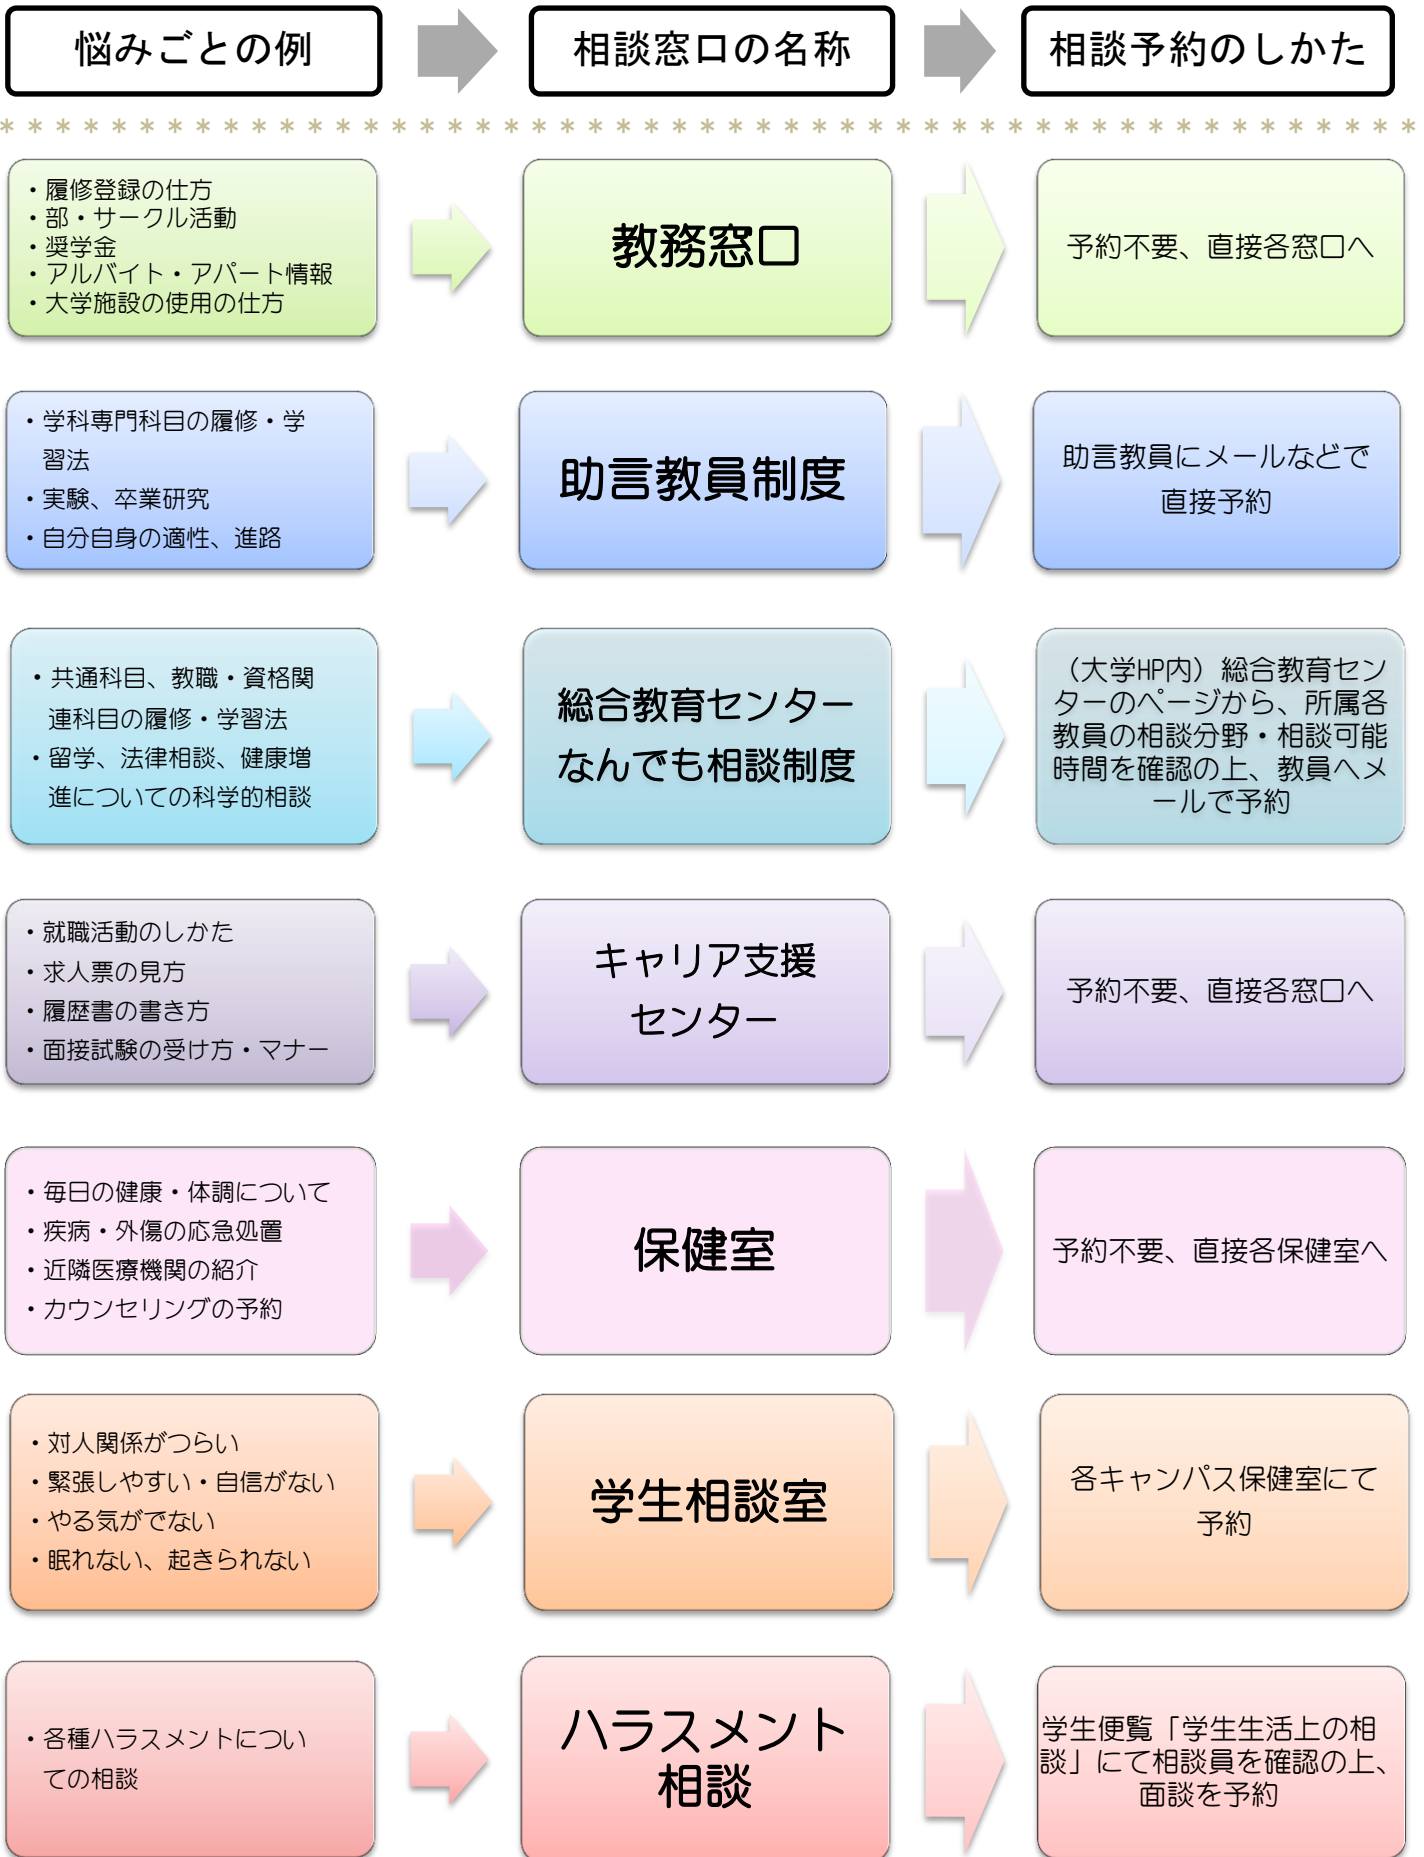 悩みごとの例
相談窓口の名称
相談予約のしかた
＊＊＊＊＊＊＊＊＊＊＊＊＊＊＊＊＊＊＊＊＊＊＊＊＊＊＊＊＊＊＊＊＊＊＊＊＊＊＊＊＊＊＊＊＊＊＊＊＊＊＊
・履修登録の仕方
・部・サークル活動
・奨学金
・アルバイト・アパート情報
・大学施設の使用の仕方
教務窓口
予約不要、直接各窓口へ
・学科専門科目の履修・学
習法
・実験、卒業研究
・自分自身の適性、進路
助言教員制度
助言教員にメールなどで
直接予約
・共通科目、教職・資格関
連科目の履修・学習法
・留学、法律相談、健康増
進についての科学的相談
総合教育センター
なんでも相談制度
（大学HP内）総合教育セン
ターのページから、所属各
教員の相談分野・相談可能
時間を確認の上、教員へメ
ールで予約
・就職活動のしかた
・求人票の見方
・履歴書の書き方
・面接試験の受け方・マナー
キャリア支援
センター
予約不要、直接各窓口へ
・毎日の健康・体調について
・疾病・外傷の応急処置
・近隣医療機関の紹介
・カウンセリングの予約
保健室
予約不要、直接各保健室へ
・対人関係がつらい
・緊張しやすい・自信がない
・やる気がでない
・眠れない、起きられない
学生相談室
各キャンパス保健室にて
予約
・各種ハラスメントについ
ての相談
ハラスメント
相談
学生便覧「学生生活上の相
談」にて相談員を確認の上、
面談を予約